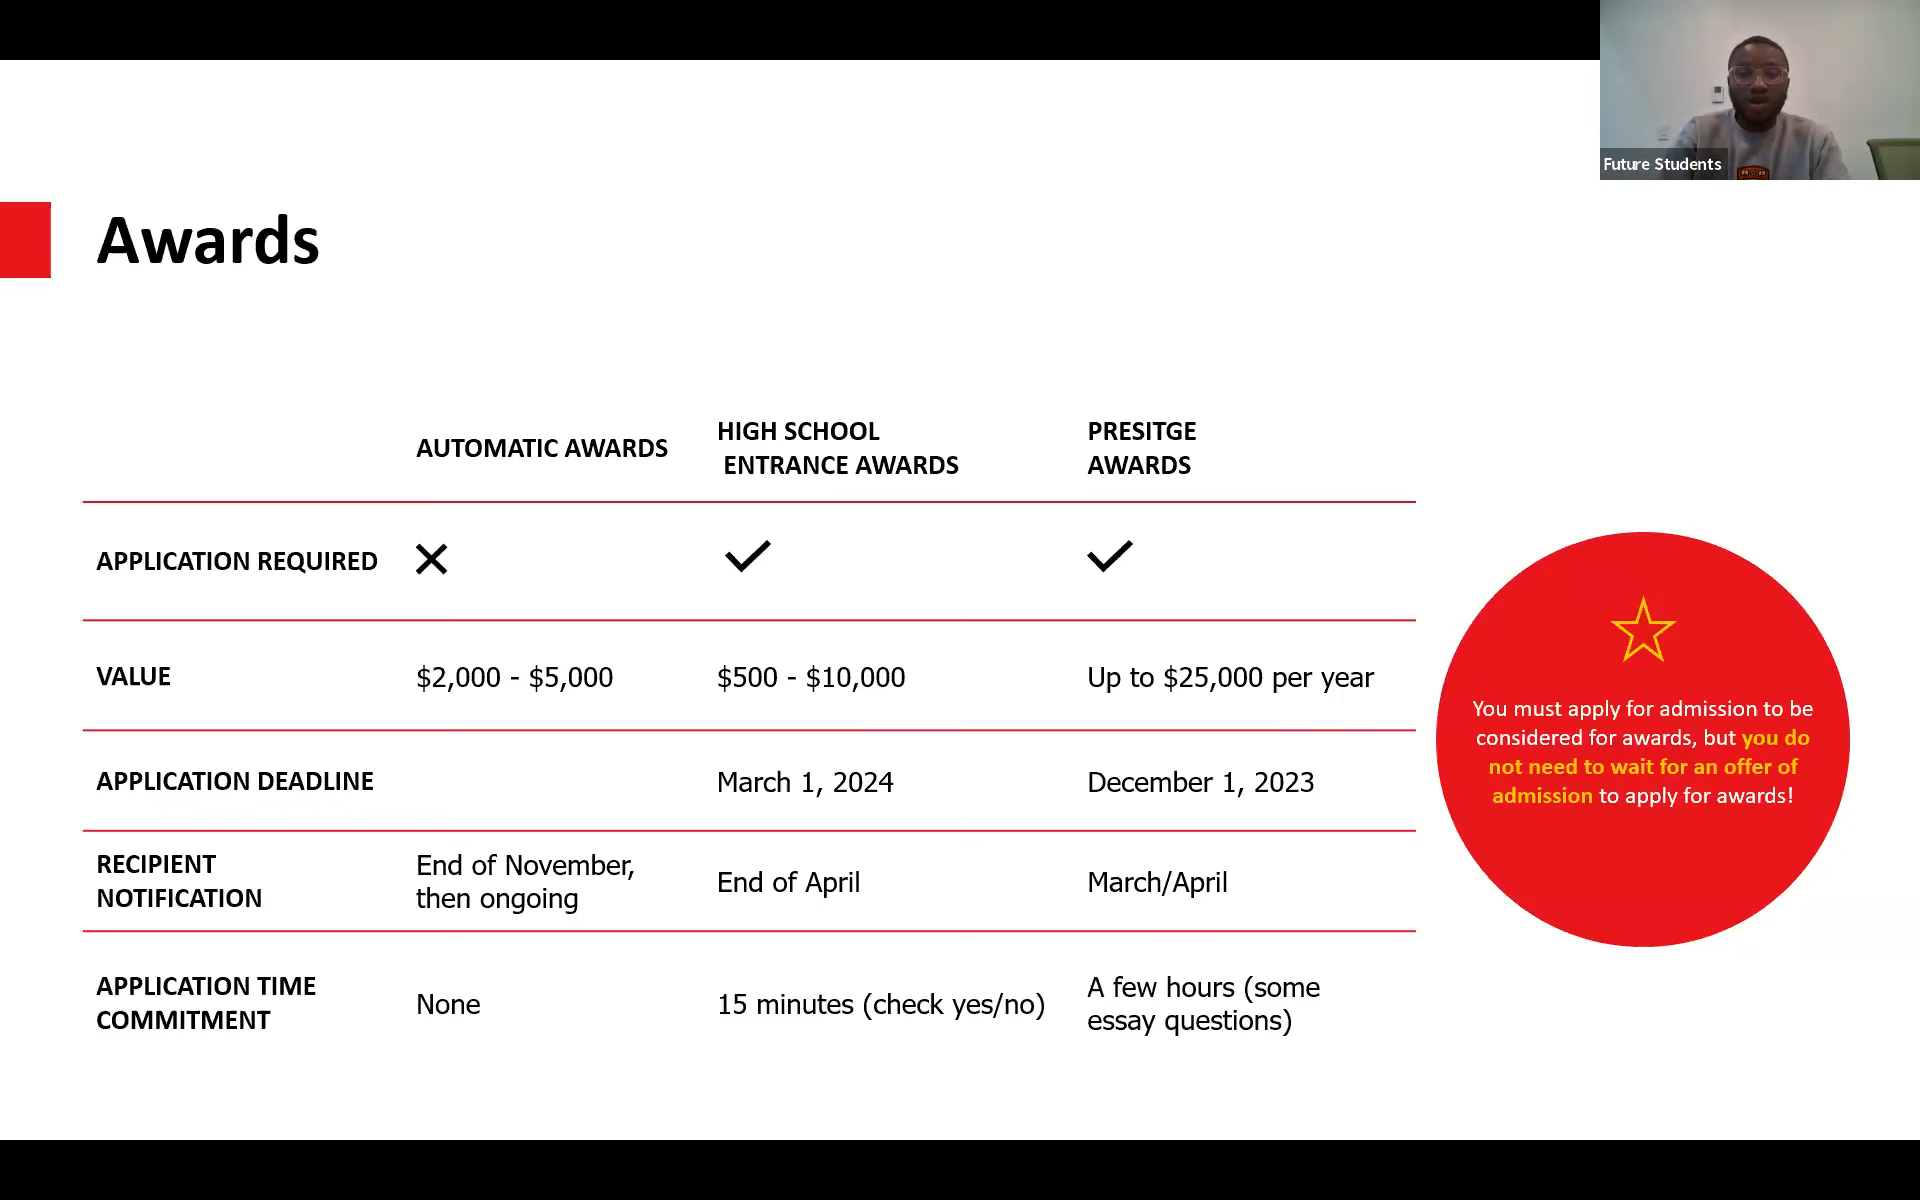 Future Students
Awards
AUTOMATIC AWARDS
HIGH SCHOOL
ENTRANCE AWARDS
PRESITGE
AWARDS
APPLICATION REQUIRED
VALUE
$2,000 - $5,000
$500 - $10,000
Up to $25,000 per year
APPLICATION DEADLINE
March 1, 2024
December 1, 2023
RECIPIENT
NOTIFICATION
End of November,
then ongoing
End of April
March/April
APPLICATION TIME
COMMITMENT
None
15 minutes (check yes/no)
A few hours (some
essay questions)
You must apply for admission to be
considered for awards, but you do
not need to wait for an offer of
admission to apply for awards!